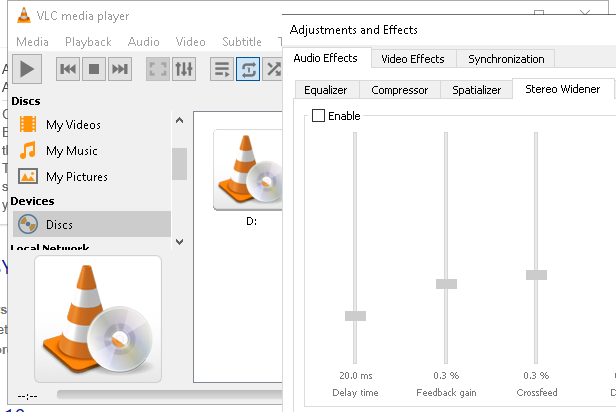 VLC media player
Media Playback Audio Video Subtitle
Discs
My Videos
My Music
My Pictures
Devices
Discs
Local Network
D:
--:--
Adjustments and Effects
Audio Effects Video Effects Synchronization
Equalizer Compressor Spatializer Stereo Widener
Enable
20.0 ms 0.3 % 0.3 %
Delay time Feedback gain Crossfeed